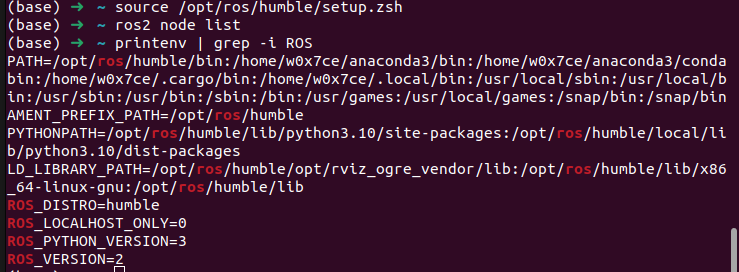 (base) ➜ ~ source /opt/ros/humble/setup.zsh
(base) ➜ ~ ros2 node list
(base) ➜ ~ printenv | grep -i ROS
PATH=/opt/ros/humble/bin:/home/w0x7ce/anaconda3/bin:/home/w0x7ce/anaconda3/conda
bin:/home/w0x7ce/.cargo/bin:/home/w0x7ce/.local/bin:/usr/local/sbin:/usr/local/b
in:/usr/sbin:/usr/bin:/sbin:/bin:/usr/games:/usr/local/games:/snap/bin:/snap/bin
AMENT_PREFIX_PATH=/opt/ros/humble
PYTHONPATH=/opt/ros/humble/lib/python3.10/site-packages:/opt/ros/humble/local/li
b/python3.10/dist-packages
LD_LIBRARY_PATH=/opt/ros/humble/opt/rviz_ogre_vendor/lib:/opt/ros/humble/lib/x86
_64-linux-gnu:/opt/ros/humble/lib
ROS_DISTRO=humble
ROS_LOCALHOST_ONLY=0
ROS_PYTHON_VERSION=3
ROS_VERSION=2